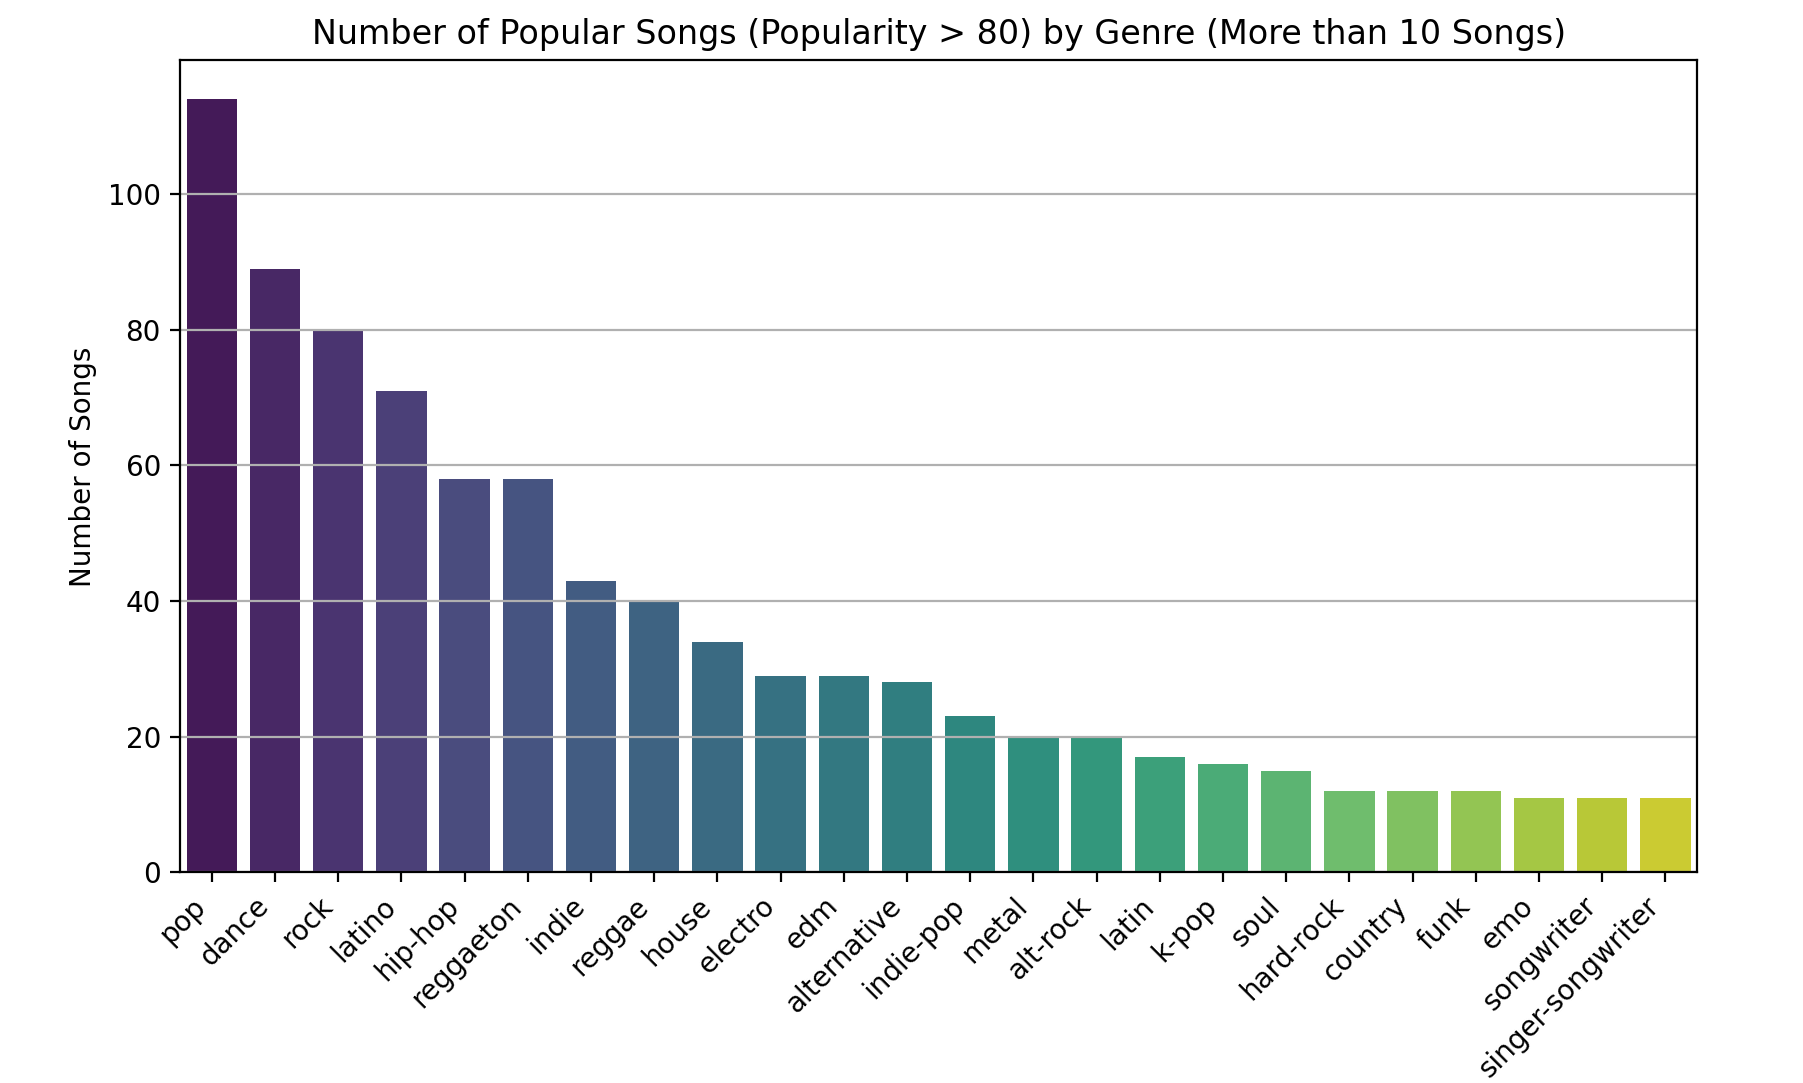 Number of Popular Songs (Popularity > 80) by Genre (More than 10 Songs)
Number of Songs
100
80
60
40
20
0
pop
dance
rock
latino
hip-hop
reggaeton
indie
reggae
house
electro
edm
alternative
indie-pop
metal
alt-rock
latin
k-pop
soul
hard-rock
country
funk
emo
songwriter
singer-songwriter